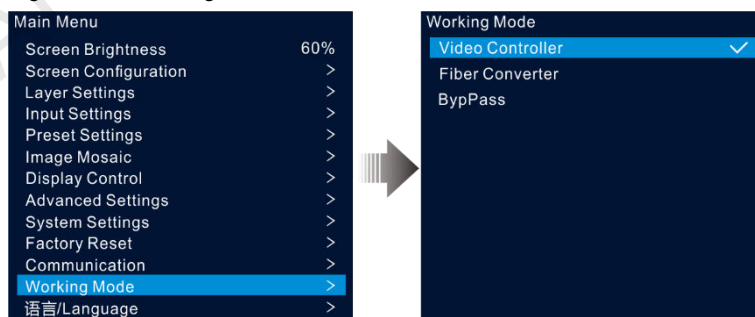 Main Menu
Screen Brightness 60%
Screen Configuration >
Layer Settings >
Input Settings >
Preset Settings >
Image Mosaic >
Display Control >
Advanced Settings >
System Settings >
Factory Reset >
Communication >
Working Mode >
语言/Language >
Working Mode
Video Controller ✓
Fiber Converter
BypPass